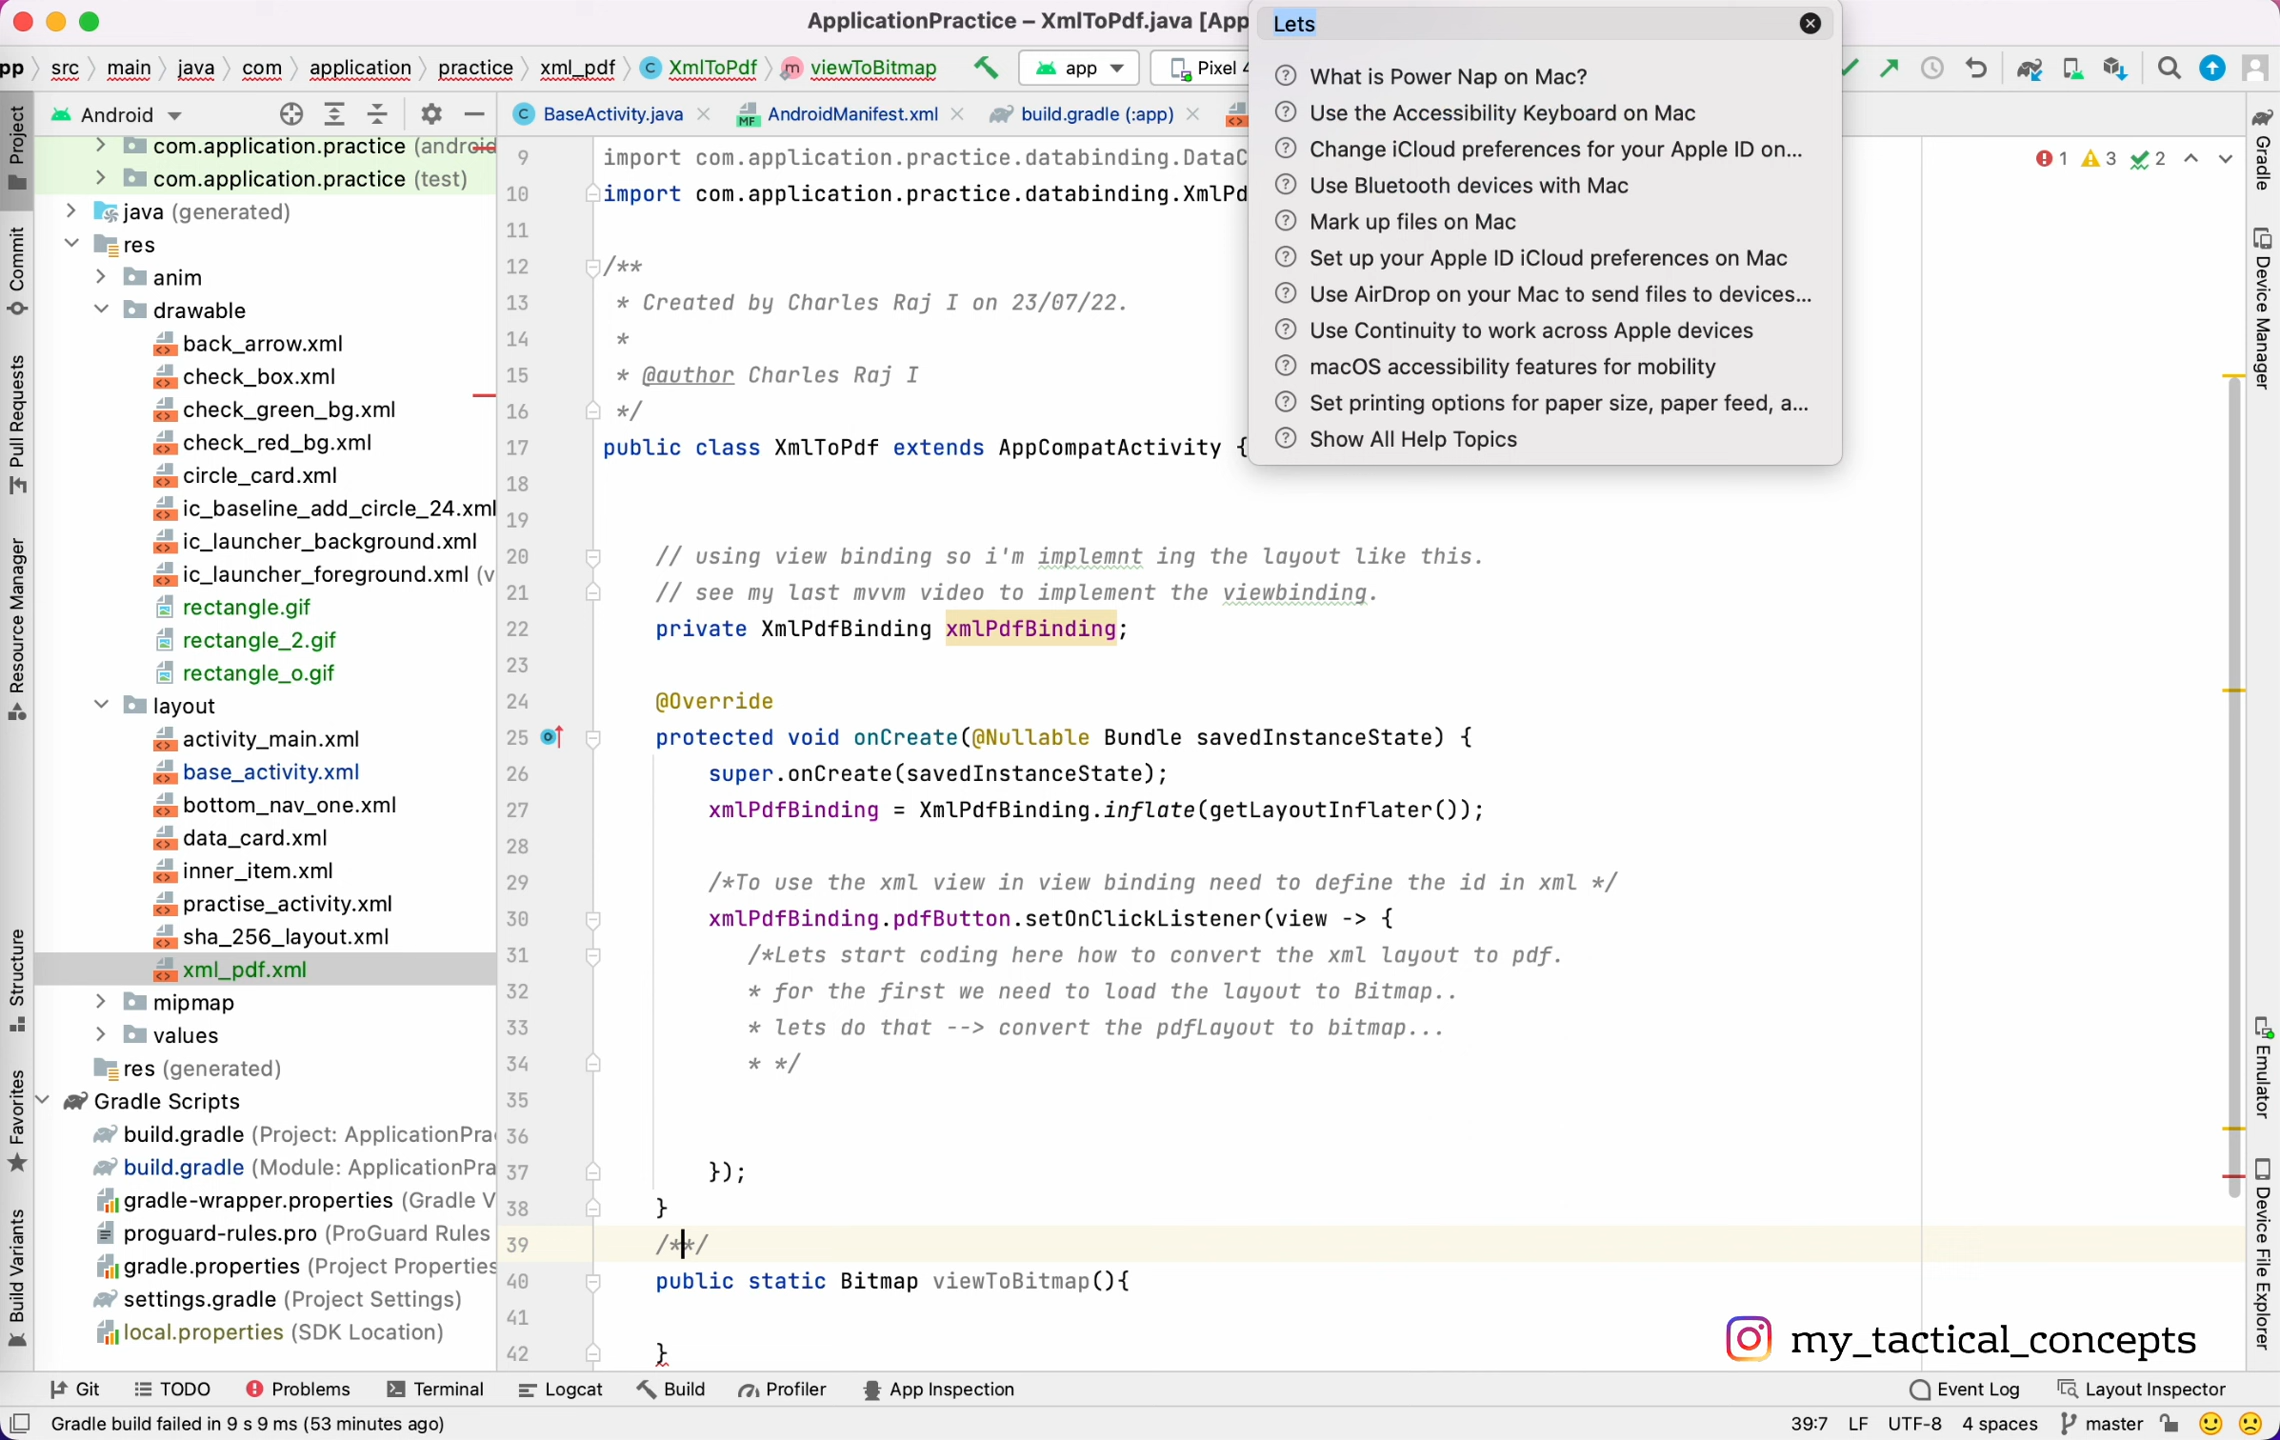 ApplicationPractice – XmlToPdf.java [App
Lets
What is Power Nap on Mac?
Use the Accessibility Keyboard on Mac
Change iCloud preferences for your Apple ID on...
Use Bluetooth devices with Mac
Mark up files on Mac
Set up your Apple ID iCloud preferences on Mac
Use AirDrop on your Mac to send files to devices...
Use Continuity to work across Apple devices
macOS accessibility features for mobility
Set printing options for paper size, paper feed, a...
Show All Help Topics
pp src main java com application practice xml_pdf C XmlToPdf m viewToBitmap app Pixel 4
Android
BaseActivity.java AndroidManifest.xml build.gradle (:app)
1 3 2
Project
Commit
Pull Requests
Resource Manager
Structure
Favorites
Build Variants
com.application.practice (android
com.application.practice (test)
java (generated)
res
anim
drawable
back_arrow.xml
check_box.xml
check_green_bg.xml
check_red_bg.xml
circle_card.xml
ic_baseline_add_circle_24.xml
ic_launcher_background.xml
ic_launcher_foreground.xml (v
rectangle.gif
rectangle_2.gif
rectangle_o.gif
layout
activity_main.xml
base_activity.xml
bottom_nav_one.xml
data_card.xml
inner_item.xml
practise_activity.xml
sha_256_layout.xml
xml_pdf.xml
mipmap
values
res (generated)
Gradle Scripts
build.gradle (Project: ApplicationPra
build.gradle (Module: ApplicationPra
gradle-wrapper.properties (Gradle V
proguard-rules.pro (ProGuard Rules
gradle.properties (Project Properties
settings.gradle (Project Settings)
local.properties (SDK Location)
9 import com.application.practice.databinding.DataC
10 import com.application.practice.databinding.XmlPd
11
12 /**
13 * Created by Charles Raj I on 23/07/22.
14 *
15 * @author Charles Raj I
16 */
17 public class XmlToPdf extends AppCompatActivity {
18
19
20 // using view binding so i'm implemnt ing the layout like this.
21 // see my last mvvm video to implement the viewbinding.
22 private XmlPdfBinding xmlPdfBinding;
23
24 @Override
25 protected void onCreate(@Nullable Bundle savedInstanceState) {
26 super.onCreate(savedInstanceState);
27 xmlPdfBinding = XmlPdfBinding.inflate(getLayoutInflater());
28
29 /*To use the xml view in view binding need to define the id in xml */
30 xmlPdfBinding.pdfButton.setOnClickListener(view -> {
31 /*Lets start coding here how to convert the xml layout to pdf.
32 * for the first we need to load the layout to Bitmap..
33 * lets do that --> convert the pdfLayout to bitmap...
34 * */
35
36
37 });
38 }
39 /**/
40 public static Bitmap viewToBitmap(){
41
42 }
Gradle
Device Manager
Emulator
Device File Explorer
my_tactical_concepts
Git TODO Problems Terminal Logcat Build Profiler App Inspection Event Log Layout Inspector
Gradle build failed in 9 s 9 ms (53 minutes ago) 39:7 LF UTF-8 4 spaces master